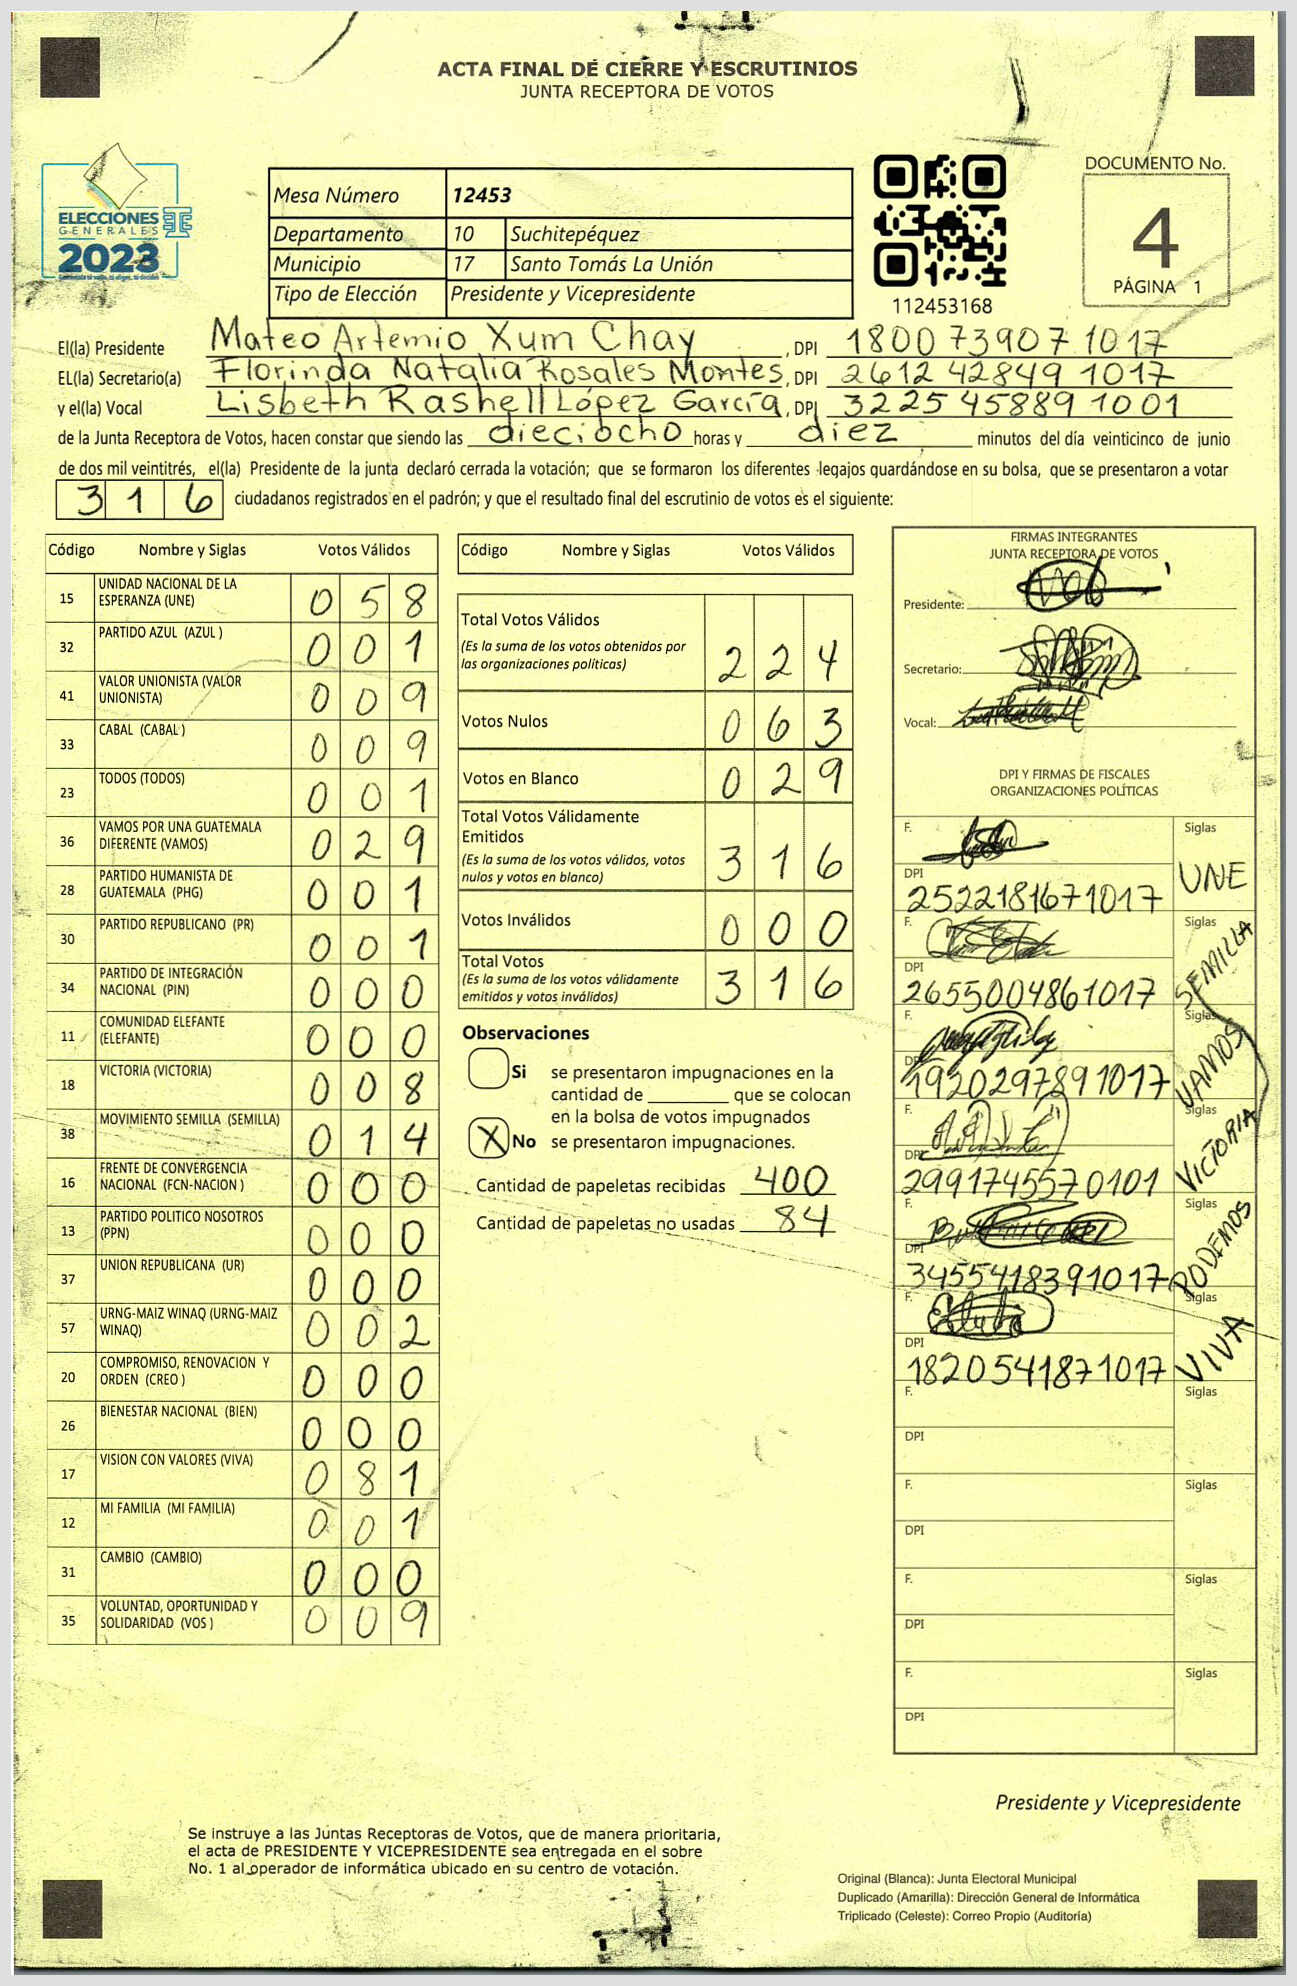 ACTA FINAL DE CIERRE Y ESCRUTINIOS
JUNTA RECEPTORA DE VOTOS
ELECCIONES
GENERALES
2023
Mesa Número 12453
Departamento 10 Suchitepéquez
Municipio 17 Santo Tomás La Unión
Tipo de Elección Presidente y Vicepresidente
112453168
DOCUMENTO No.
4
PÁGINA 1
El(la) Presidente Mateo Artemio Xum Chay, DPI 1800 73907 1017
EL(la) Secretario(a) Florinda Natalia Rosales Montes, DPI 2612 42849 1017
y el(la) Vocal Lisbeth Rashell López García, DPI 3225 45889 1001
de la Junta Receptora de Votos, hacen constar que siendo las dieciocho horas y diez minutos del día veinticinco de junio
de dos mil veintitrés, el(la) Presidente de la junta declaró cerrada la votación; que se formaron los diferentes legajos guardándose en su bolsa, que se presentaron a votar
316 ciudadanos registrados en el padrón; y que el resultado final del escrutinio de votos es el siguiente:
Código Nombre y Siglas Votos Válidos
15 UNIDAD NACIONAL DE LA ESPERANZA (UNE) 0 5 8
32 PARTIDO AZUL (AZUL ) 0 0 1
41 VALOR UNIONISTA (VALOR UNIONISTA) 0 0 9
33 CABAL (CABAL ) 0 0 9
23 TODOS (TODOS) 0 0 1
36 VAMOS POR UNA GUATEMALA DIFERENTE (VAMOS) 0 2 9
28 PARTIDO HUMANISTA DE GUATEMALA (PHG) 0 0 1
30 PARTIDO REPUBLICANO (PR) 0 0 1
34 PARTIDO DE INTEGRACIÓN NACIONAL (PIN) 0 0 0
11 COMUNIDAD ELEFANTE (ELEFANTE) 0 0 0
18 VICTORIA (VICTORIA) 0 0 8
38 MOVIMIENTO SEMILLA (SEMILLA) 0 1 4
16 FRENTE DE CONVERGENCIA NACIONAL (FCN-NACION ) 0 0 0
13 PARTIDO POLITICO NOSOTROS (PPN) 0 0 0
37 UNION REPUBLICANA (UR) 0 0 0
57 URNG-MAIZ WINAQ (URNG-MAIZ WINAQ) 0 0 2
20 COMPROMISO, RENOVACION Y ORDEN (CREO ) 0 0 0
26 BIENESTAR NACIONAL (BIEN) 0 0 0
17 VISION CON VALORES (VIVA) 0 8 1
12 MI FAMILIA (MI FAMILIA) 0 0 1
31 CAMBIO (CAMBIO) 0 0 0
35 VOLUNTAD, OPORTUNIDAD Y SOLIDARIDAD (VOS ) 0 0 9
Código Nombre y Siglas Votos Válidos
Total Votos Válidos
(Es la suma de los votos obtenidos por
las organizaciones políticas) 2 2 4
Votos Nulos 0 6 3
Votos en Blanco 0 2 9
Total Votos Válidamente
Emitidos
(Es la suma de los votos válidos, votos
nulos y votos en blanco) 3 1 6
Votos Inválidos 0 0 0
Total Votos
(Es la suma de los votos válidamente
emitidos y votos inválidos) 3 1 6
Observaciones
Si se presentaron impugnaciones en la
cantidad de ________ que se colocan
en la bolsa de votos impugnados
X No se presentaron impugnaciones.
Cantidad de papeletas recibidas 400
Cantidad de papeletas no usadas 84
FIRMAS INTEGRANTES
JUNTA RECEPTORA DE VOTOS
Presidente:
Secretario:
Vocal:
DPI Y FIRMAS DE FISCALES
ORGANIZACIONES POLÍTICAS
F. Siglas
DPI 2522181671017 UNE
F. Siglas
DPI 2655004861017 SEMILLA
F. Siglas
DPI 1920297891017 VAMOS
F. Siglas
DPI 2991745570101 VICTORIA
F. Siglas
DPI 3455418391017 PODEMOS
F. Siglas
DPI 1820541871017 VIVA
F. Siglas
DPI
F. Siglas
DPI
F. Siglas
DPI
F. Siglas
DPI
Presidente y Vicepresidente
Se instruye a las Juntas Receptoras de Votos, que de manera prioritaria,
el acta de PRESIDENTE Y VICEPRESIDENTE sea entregada en el sobre
No. 1 al operador de informática ubicado en su centro de votación.
Original (Blanca): Junta Electoral Municipal
Duplicado (Amarilla): Dirección General de Informática
Triplicado (Celeste): Correo Propio (Auditoría)